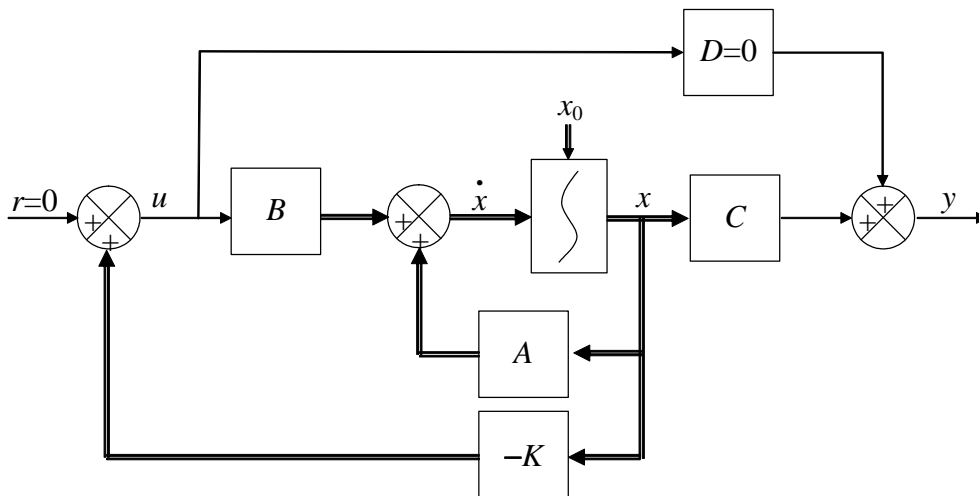 D=0
x₀
r=0
u
B
ẋ
x
C
y
A
–K
+
+
+
+
+
+